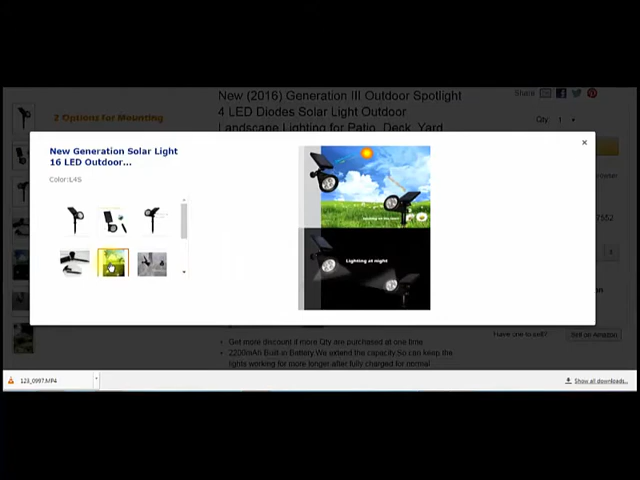 New (2016) Generation III Outdoor Spotlight
4 LED Diodes Solar Light Outdoor
Landscape Lighting for Patio, Deck, Yard
Share
Qty: 1
2 Options for Mounting
New Generation Solar Light
16 LED Outdoor...
Color:L4S
Lighting at night
7552
Have one to sell?
Sell on Amazon
Get more discount if more Qty are purchased at one time
2200mAh Built-in Battery.We extend the capacity.So can keep the
lights working for more longer after fully charged for normal
123_0997.MP4
Show all downloads...